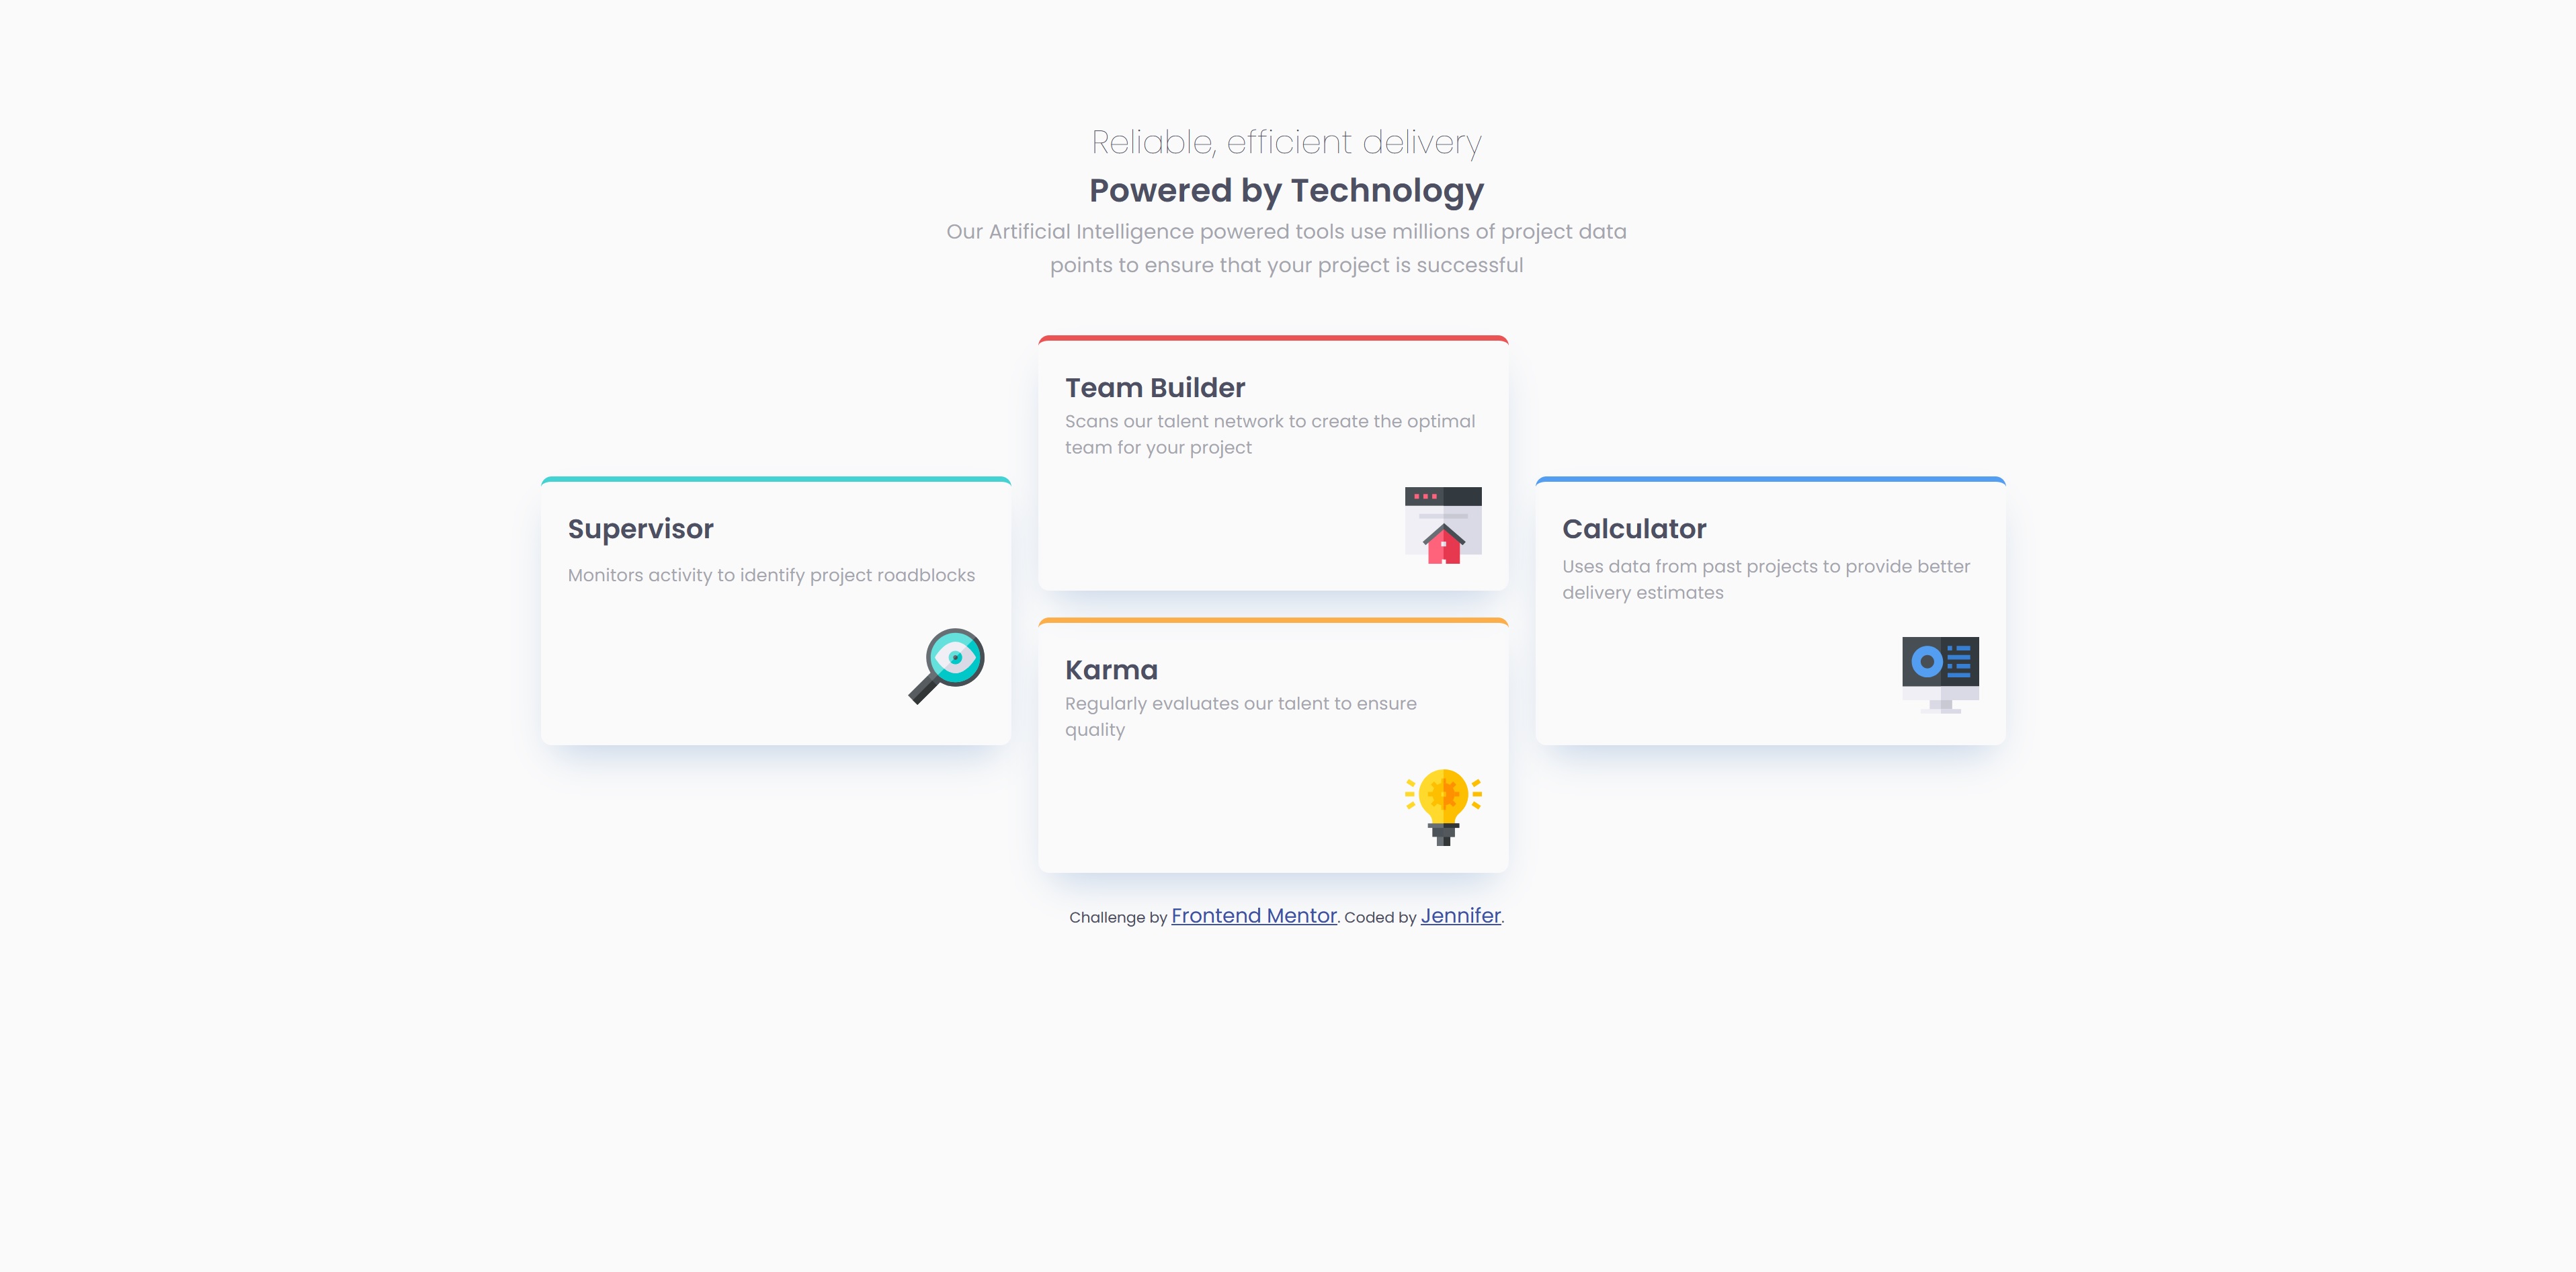 Reliable, efficient delivery
Powered by Technology
Our Artificial Intelligence powered tools use millions of project data
points to ensure that your project is successful
Supervisor
Monitors activity to identify project roadblocks
Team Builder
Scans our talent network to create the optimal
team for your project
Karma
Regularly evaluates our talent to ensure
quality
Calculator
Uses data from past projects to provide better
delivery estimates
Challenge by Frontend Mentor. Coded by Jennifer.